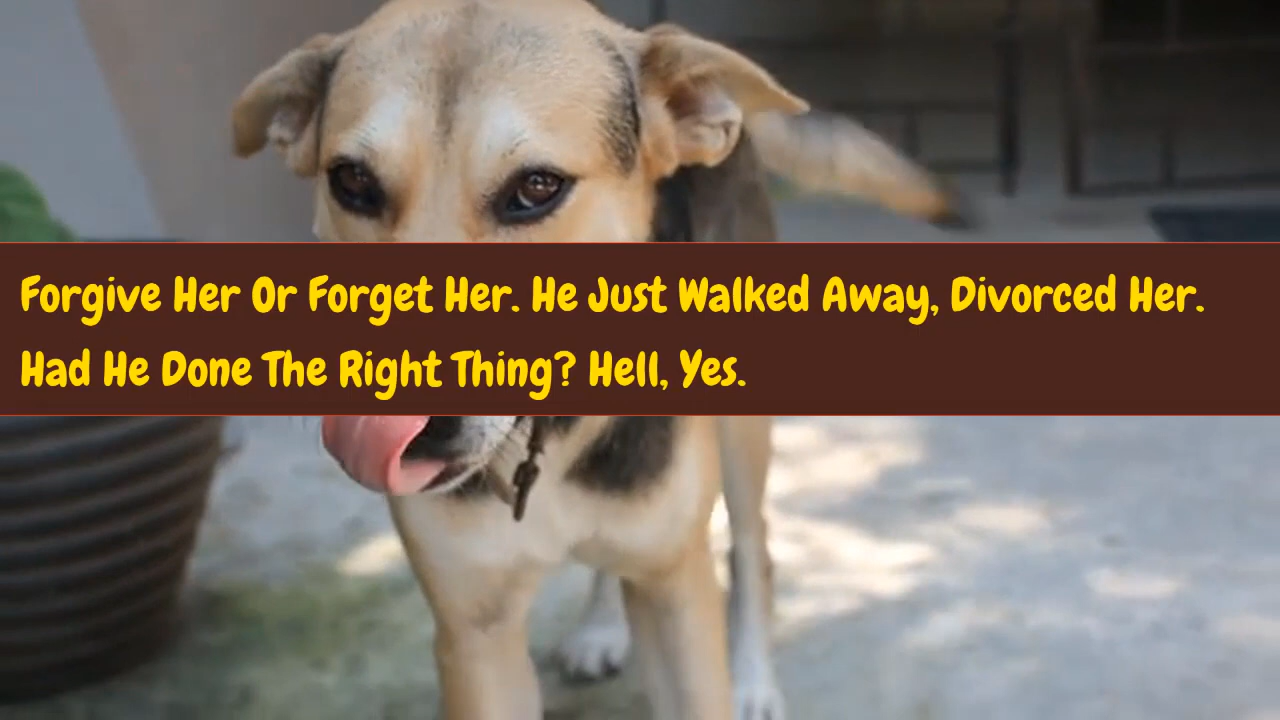 Forgive Her Or Forget Her. He Just Walked Away, Divorced Her.
Had He Done The Right Thing? Hell, Yes.